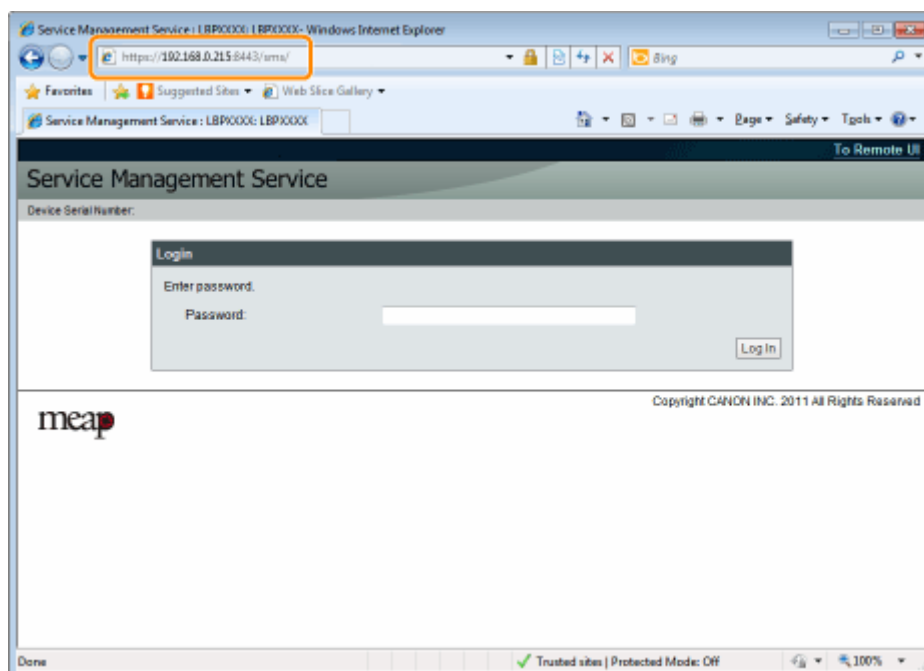 Service Management Service : LBPXXXX: LBPXXXX- Windows Internet Explorer
https://192.168.0.215:8443/sms/
Bing
Favorites Suggested Sites Web Slice Gallery
Service Management Service : LBPXXXX: LBPXXXX Page Safety Tools
To Remote UI
Service Management Service
Device Serial Number:
Login
Enter password.
Password:
Log In
Copyright CANON INC. 2011 All Rights Reserved
meap
Done Trusted sites | Protected Mode: Off 100%